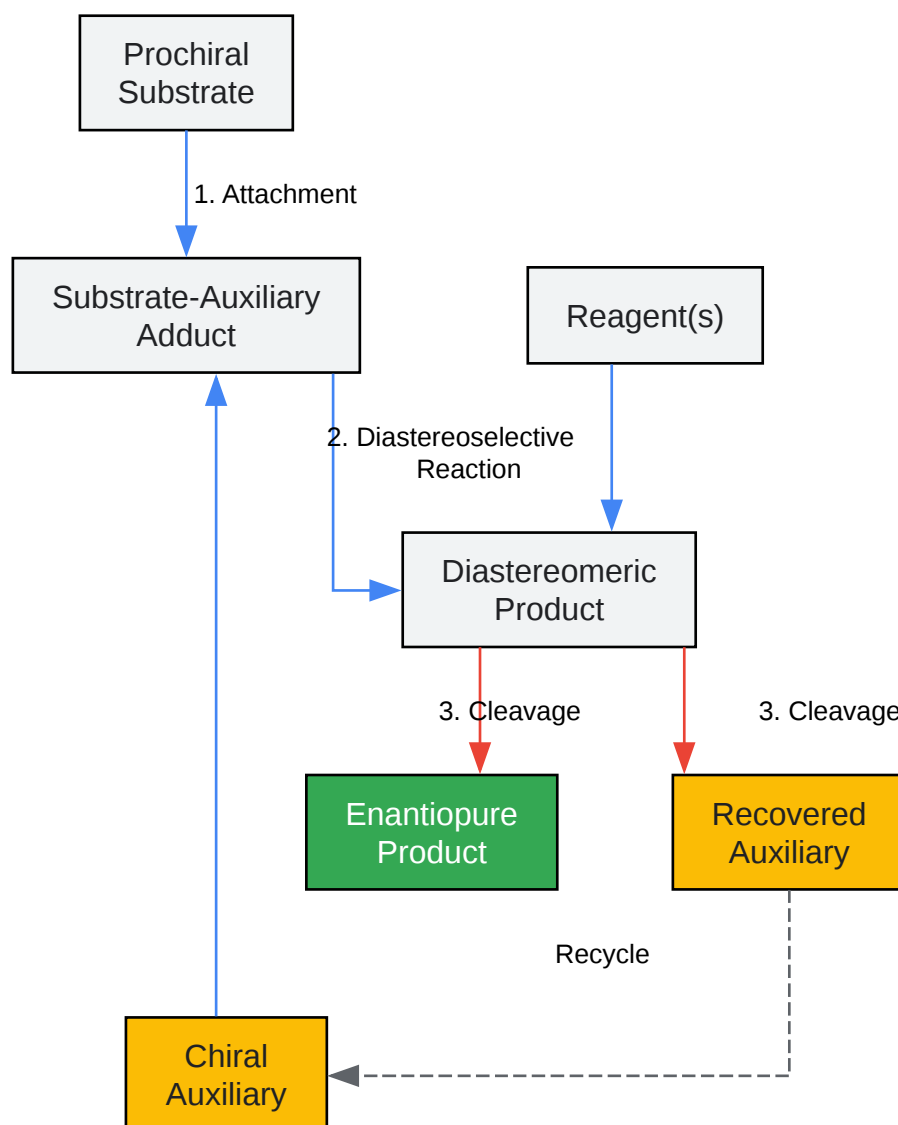 Prochiral
Substrate
1. Attachment
Substrate-Auxiliary
Adduct
Reagent(s)
2. Diastereoselective
Reaction
Diastereomeric
Product
3. Cleavage
3. Cleavage
Enantiopure
Product
Recovered
Auxiliary
Recycle
Chiral
Auxiliary